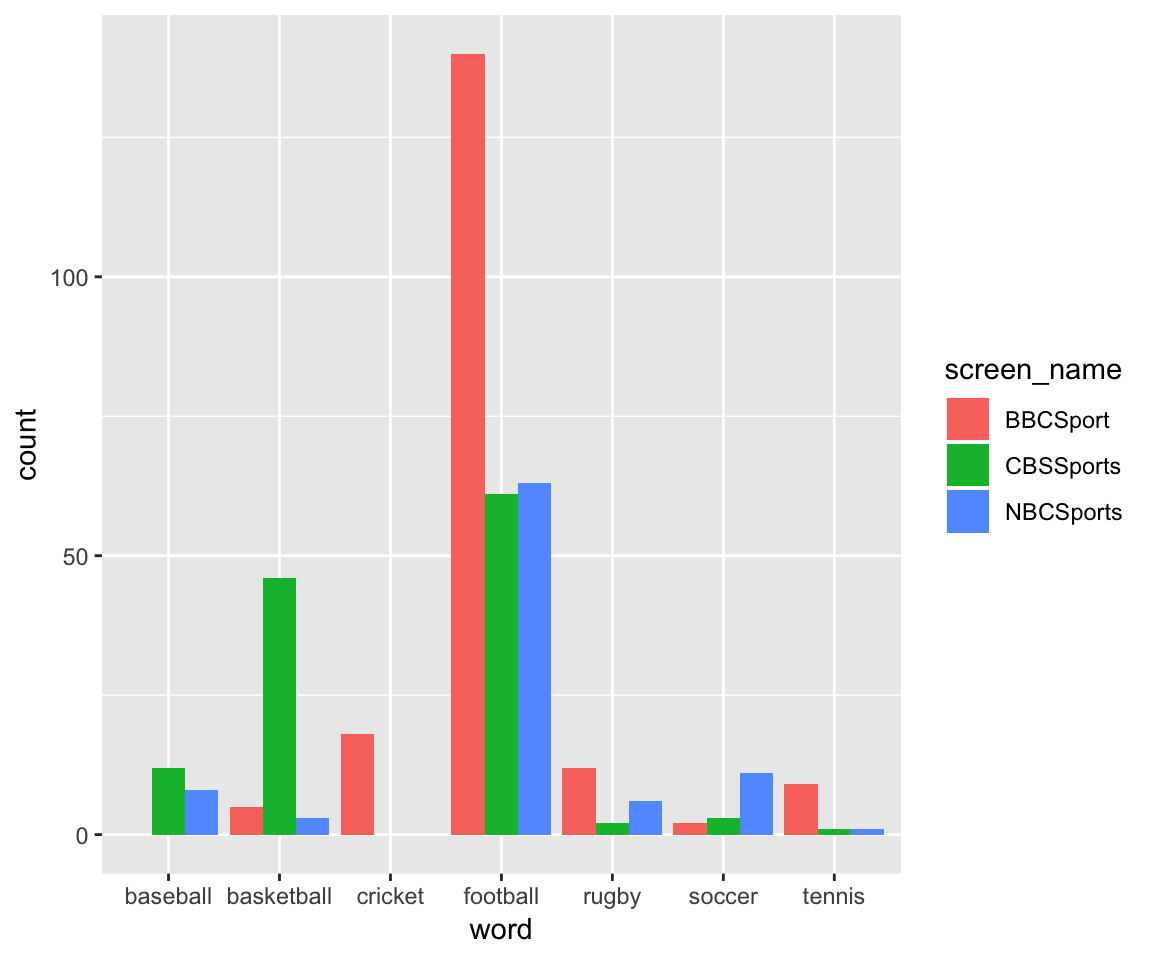 count
100
50
0
baseball basketball cricket football rugby soccer tennis
word
screen_name
BBCSport
CBSSports
NBCSports